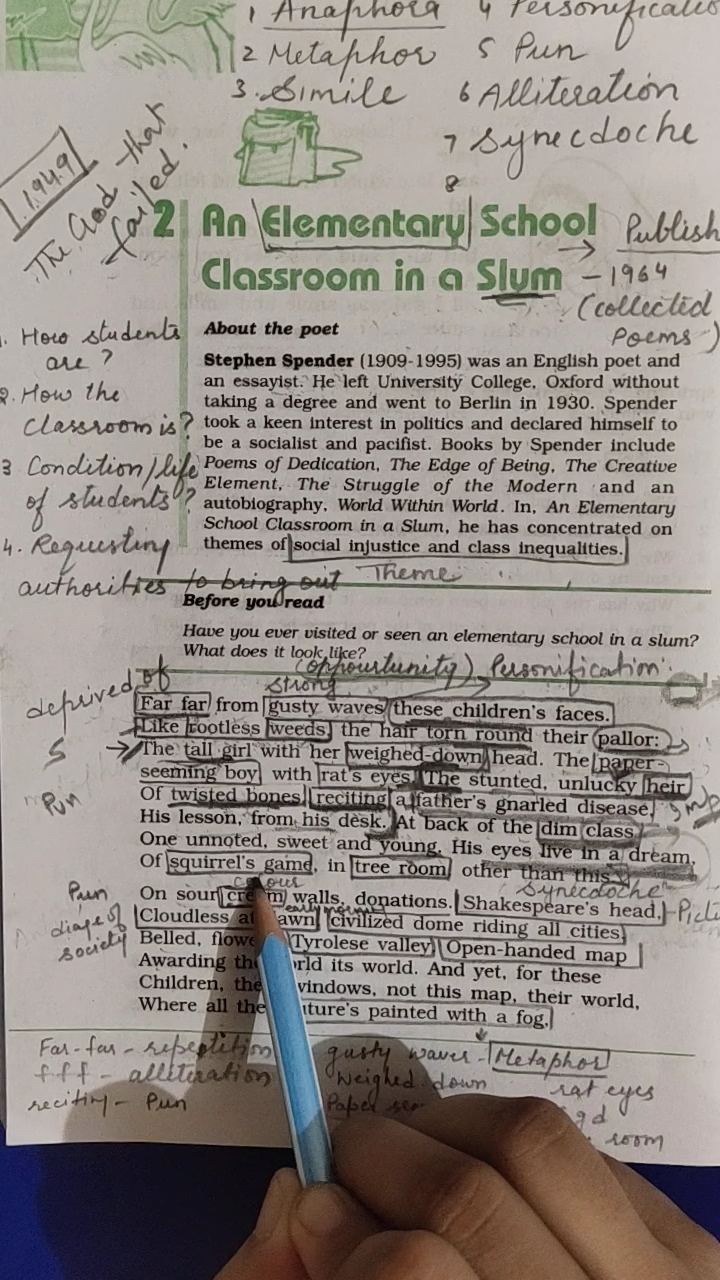 1 Anaphora 4 Personificatio
2 Metaphor 5 Pun
3. Simile 6 Alliteration
7 Synecdoche
8
1949
The God that
failed.
2 An Elementary School
Classroom in a Slum
→ Publish
- 1964
(collected
Poems)
1. How students
are ?
2. How the
Classroom is?
3 Condition/life
of students?
4. Requesting
authorities to bring out
Theme
About the poet
Stephen Spender (1909-1995) was an English poet and
an essayist. He left University College, Oxford without
taking a degree and went to Berlin in 1930. Spender
took a keen interest in politics and declared himself to
be a socialist and pacifist. Books by Spender include
Poems of Dedication, The Edge of Being, The Creative
Element, The Struggle of the Modern and an
autobiography, World Within World. In, An Elementary
School Classroom in a Slum, he has concentrated on
themes of social injustice and class inequalities.
Before you read
Have you ever visited or seen an elementary school in a slum?
What does it look like?
deprived of (oppourtunity) Personification
strong
Far far from gusty waves these children's faces.
Like rootless weeds, the hair torn round their pallor:
S → The tall girl with her weighed-down head. The paper-
seeming boy, with rat's eyes. The stunted, unlucky heir
Pun
Of twisted bones, reciting a father's gnarled disease,
His lesson, from his desk. At back of the dim class
One unnoted, sweet and young. His eyes live in a dream,
Of squirrel's game, in tree room, other than this.
colour Synecdoche
Pun
On sour cream walls, donations. Shakespeare's head,
early morning
Cloudless at dawn, civilized dome riding all cities.
society
Belled, flowe Tyrolese valley. Open-handed map
Awarding the rld its world. And yet, for these
Children, the windows, not this map, their world,
Where all the uture's painted with a fog,
Far-far - repetition
fff - alliteration
reciting - Pun
gusty waves - Metaphor
Weighed-down
rat eyes
room